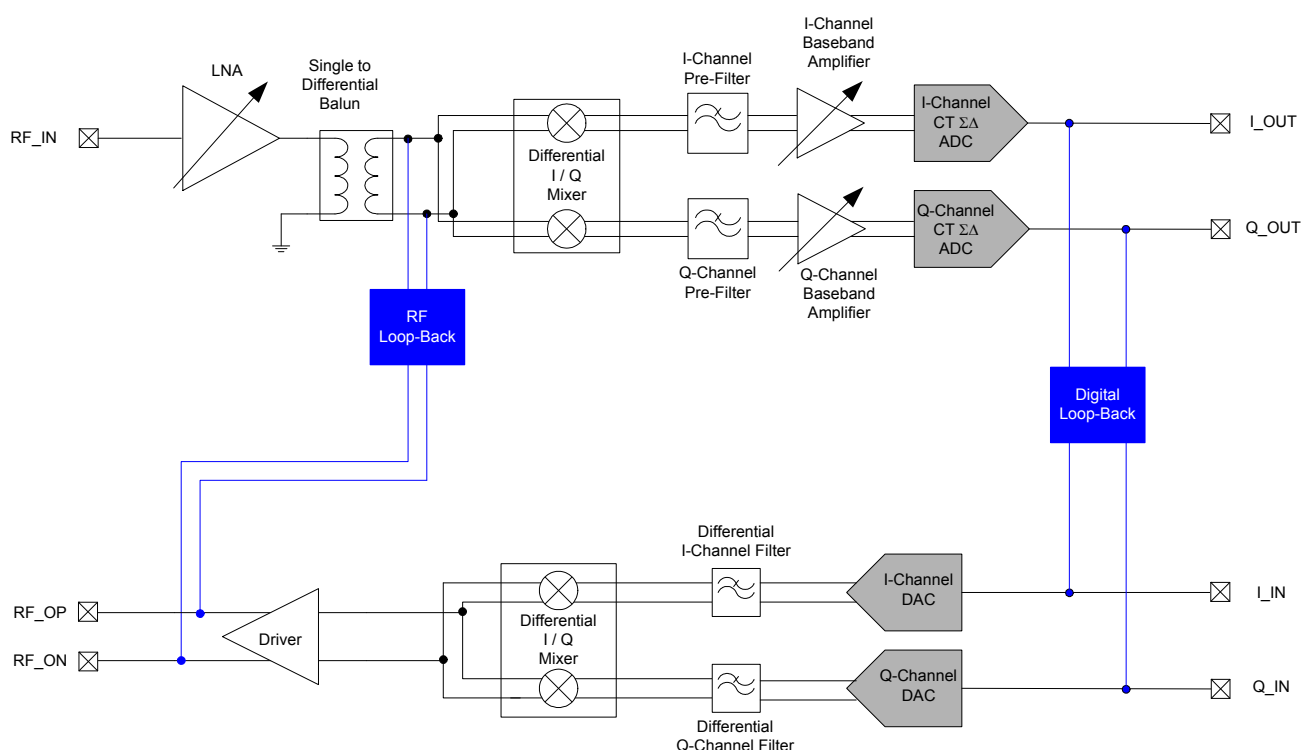 RF_IN
LNA
Single to
Differential
Balun
Differential
I / Q
Mixer
I-Channel
Pre-Filter
I-Channel
Baseband
Amplifier
I-Channel
CT ΣΔ
ADC
I_OUT
Q-Channel
Pre-Filter
Q-Channel
Baseband
Amplifier
Q-Channel
CT ΣΔ
ADC
Q_OUT
RF
Loop-Back
Digital
Loop-Back
RF_OP
RF_ON
Driver
Differential
I / Q
Mixer
Differential
I-Channel Filter
I-Channel
DAC
I_IN
Differential
Q-Channel Filter
Q-Channel
DAC
Q_IN